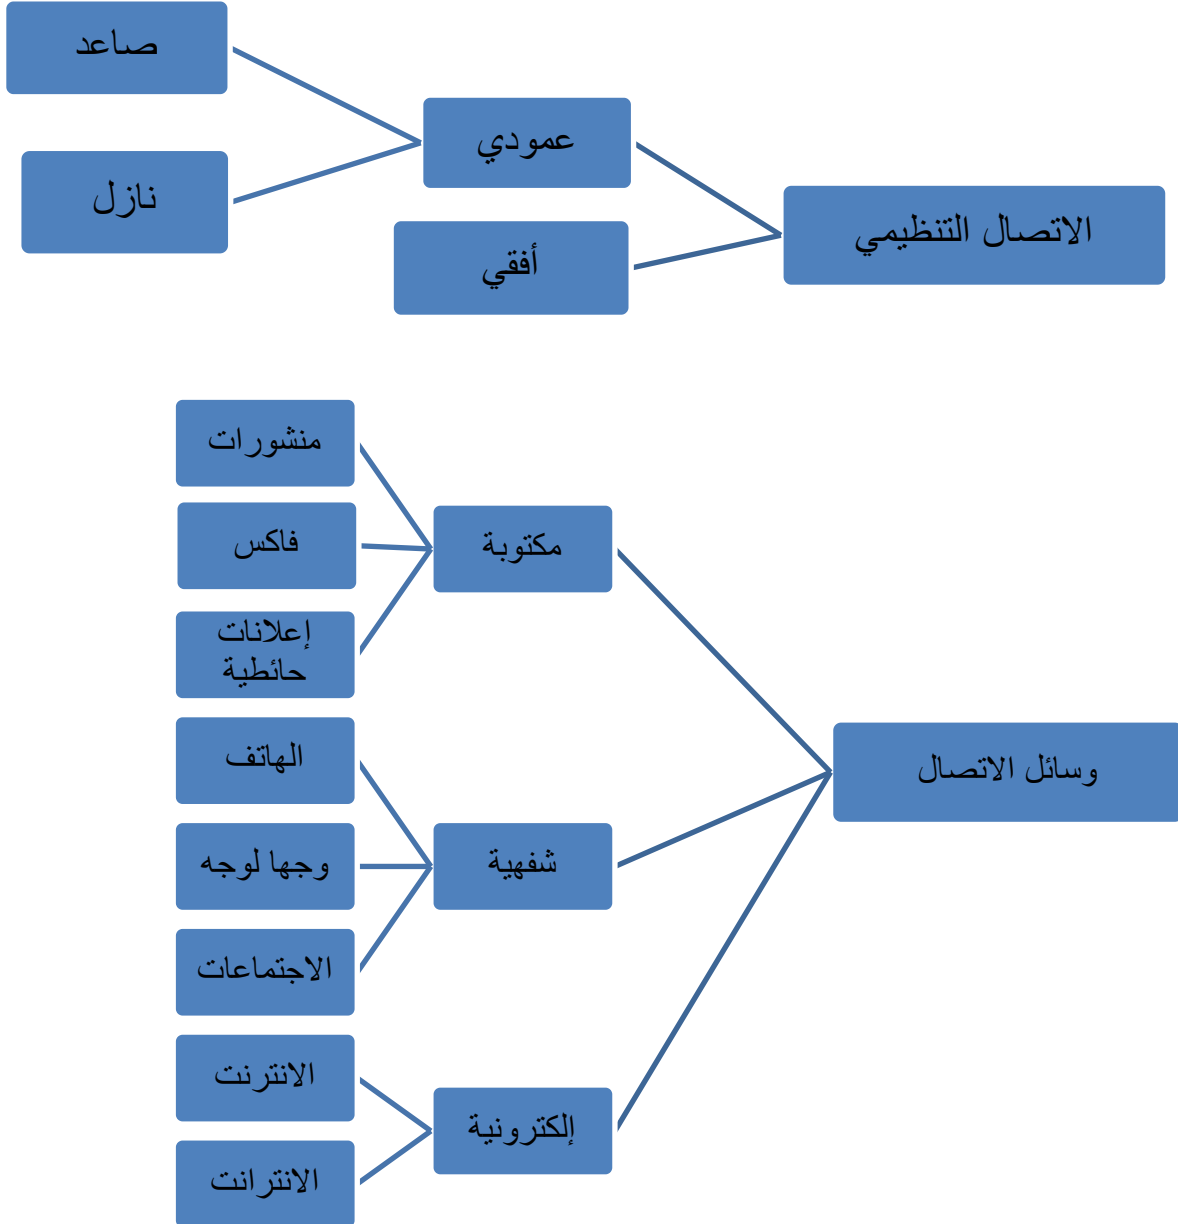 الاتصال التنظيمي
عمودي
صاعد
نازل
أفقي
وسائل الاتصال
مكتوبة
منشورات
فاكس
إعلانات
حائطية
شفهية
الهاتف
وجها لوجه
الاجتماعات
إلكترونية
الانترنت
الانترانت